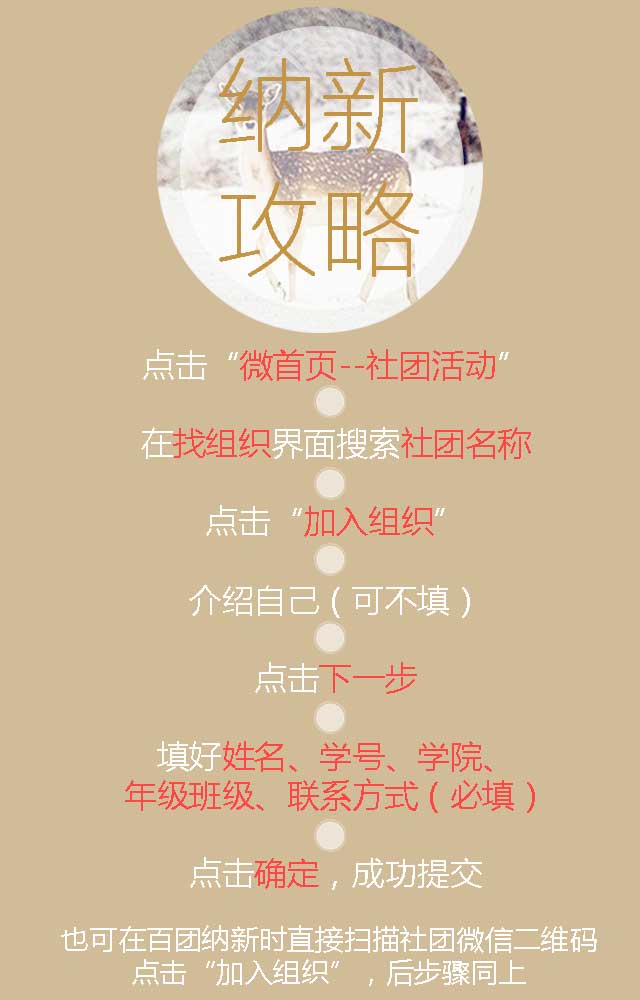 纳新
攻略
点击“微首页--社团活动”
在找组织界面搜索社团名称
点击“加入组织”
介绍自己（可不填）
点击下一步
填好姓名、学号、学院、
年级班级、联系方式（必填）
点击确定，成功提交
也可在百团纳新时直接扫描社团微信二维码
点击“加入组织”，后步骤同上